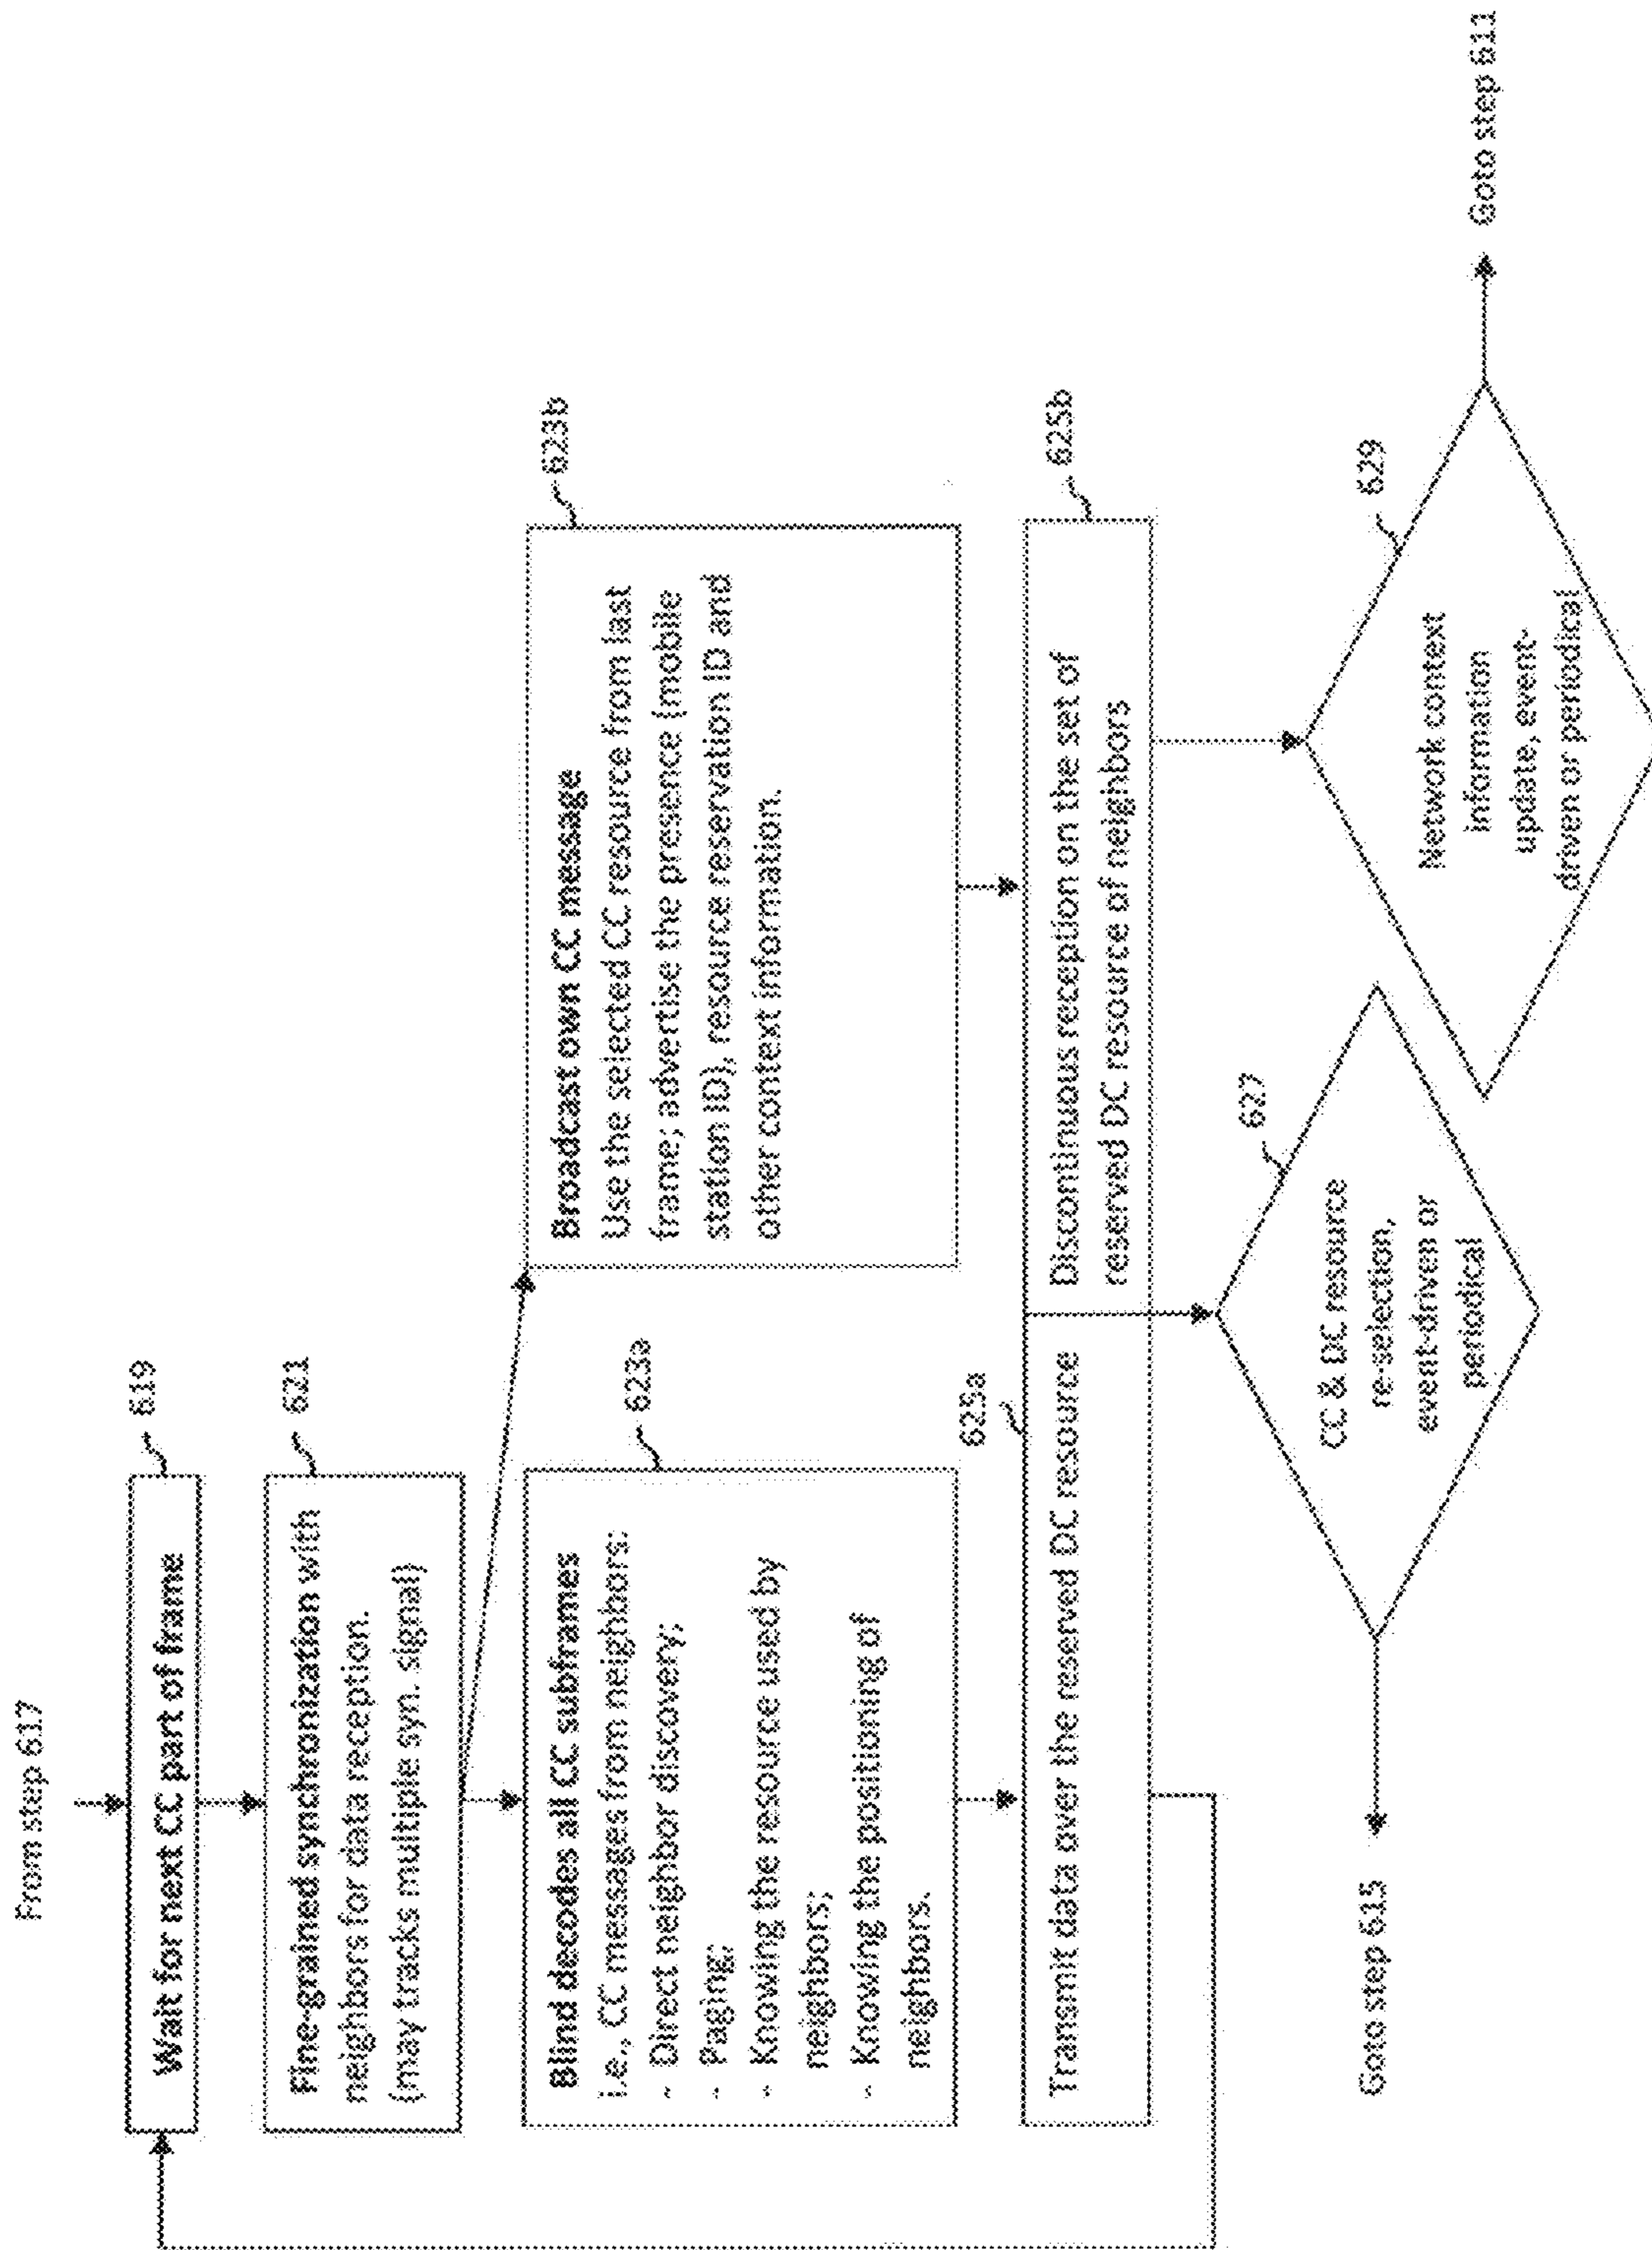 From step 617
619
Wait for next CC part of frame
621
Fine-grained synchronization with
neighbors for data reception.
(may tracks multiple syn. signal)
623a
Blind decodes all CC subframes
i.e., CC messages from neighbors:
- Direct neighbor discovery;
- Paging;
- Knowing the resource used by
neighbors;
- Knowing the positioning of
neighbors.
623b
Broadcast own CC message
Use the selected CC resource from last
frame; advertise the presence (mobile
station ID), resource reservation ID and
other context information.
625a
Transmit data over the reserved DC resource
625b
Discontinuous reception on the set of
reserved DC resource of neighbors
627
CC & DC resource
re-selection,
event-driven or
periodical
Goto step 615
629
Network context
information
update, event-
driven or periodical
Goto step 611